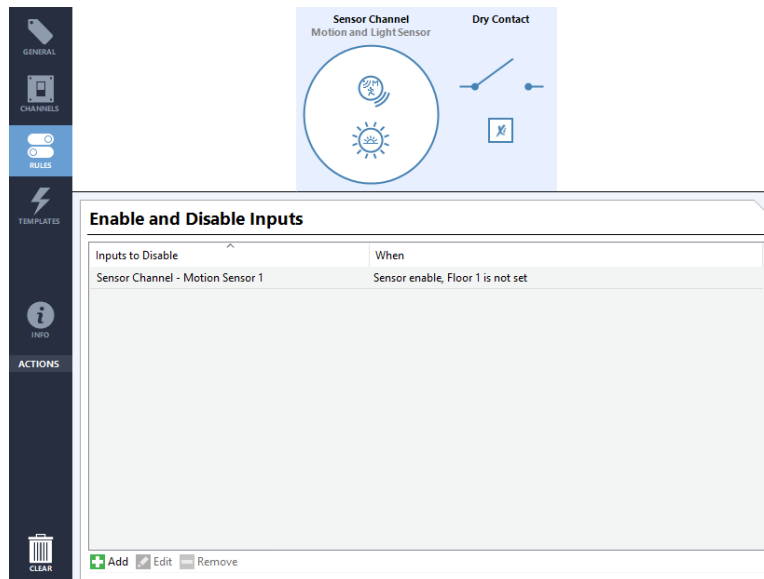 GENERAL
CHANNELS
RULES
TEMPLATES
INFO
ACTIONS
CLEAR
Sensor Channel
Motion and Light Sensor
Dry Contact
Enable and Disable Inputs
Inputs to Disable When
Sensor Channel - Motion Sensor 1 Sensor enable, Floor 1 is not set
Add Edit Remove